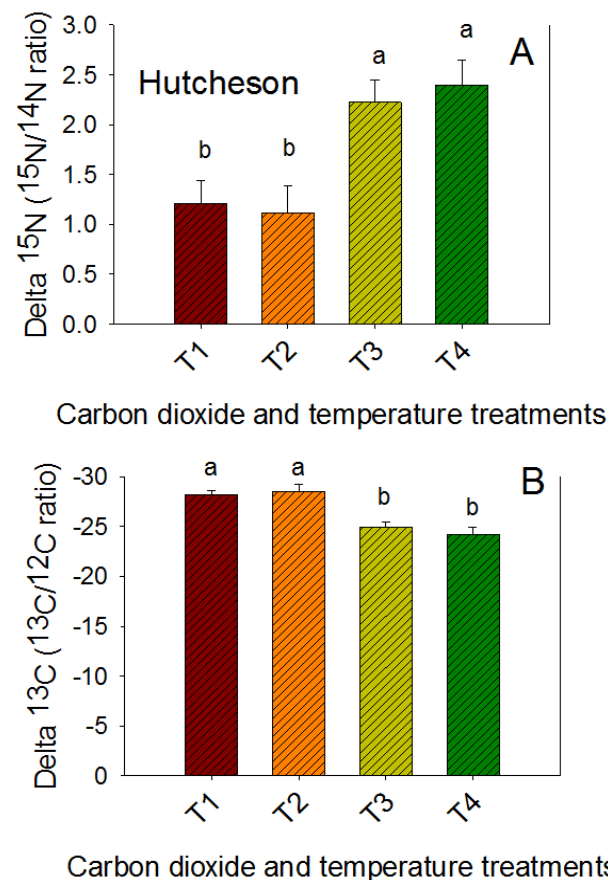 3.0
a
a
A
Hutcheson
2.5
2.0
b
b
1.5
1.0
0.5
0.0
Delta 15N (15N/14N ratio)
T1
T2
T3
T4
Carbon dioxide and temperature treatments
-30
a
a
B
b
b
-25
-20
-15
-10
-5
0
Delta 13C (13C/12C ratio)
T1
T2
T3
T4
Carbon dioxide and temperature treatments